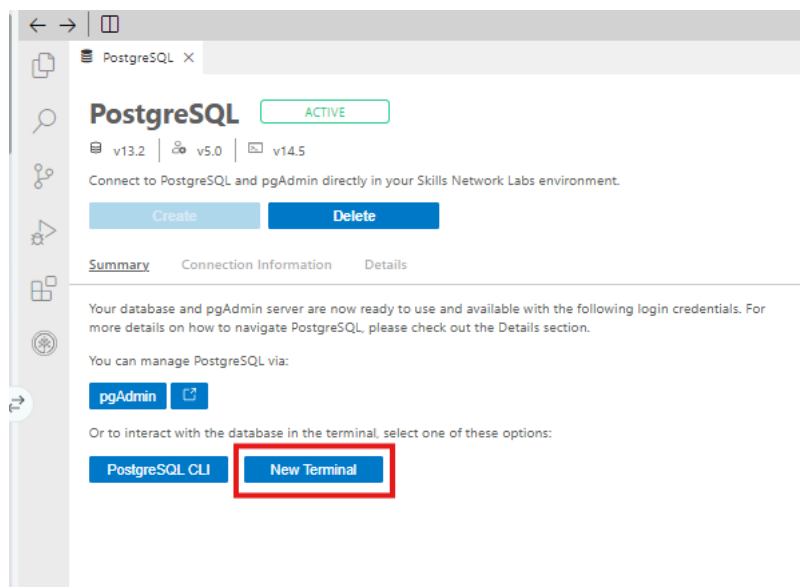 PostgreSQL
PostgreSQL ACTIVE
v13.2 v5.0 v14.5
Connect to PostgreSQL and pgAdmin directly in your Skills Network Labs environment.
Create Delete
Summary Connection Information Details
Your database and pgAdmin server are now ready to use and available with the following login credentials. For
more details on how to navigate PostgreSQL, please check out the Details section.
You can manage PostgreSQL via:
pgAdmin
Or to interact with the database in the terminal, select one of these options:
PostgreSQL CLI New Terminal